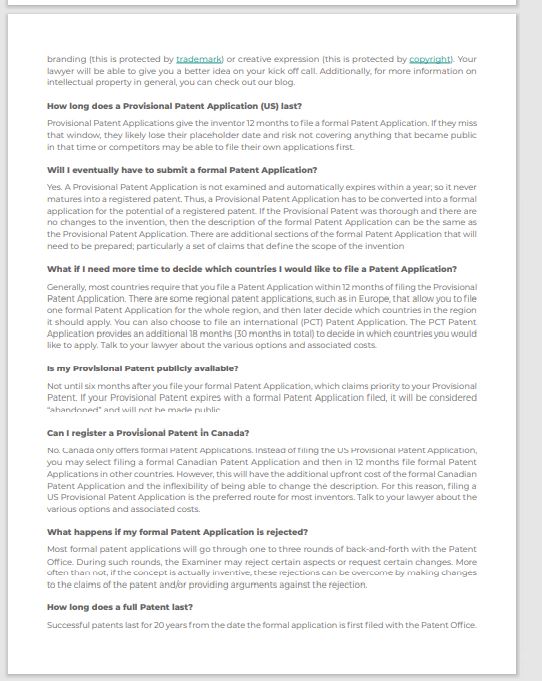 branding (this is protected by trademark) or creative expression (this is protected by copyright). Your
lawyer will be able to give you a better idea on your kick off call. Additionally, for more information on
intellectual property in general, you can check out our blog.
How long does a Provisional Patent Application (US) last?
Provisional Patent Applications give the inventor 12 months to file a formal Patent Application. If they miss
that window, they likely lose their placeholder date and risk not covering anything that became public
in that time or competitors may be able to file their own applications first.
Will I eventually have to submit a formal Patent Application?
Yes. A Provisional Patent Application is not examined and automatically expires within a year; so it never
matures into a registered patent. Thus, a Provisional Patent Application has to be converted into a formal
application for the potential of a registered patent. If the Provisional Patent was thorough and there are
no changes to the invention, then the description of the formal Patent Application can be the same as
the Provisional Patent Application. There are additional sections of the formal Patent Application that will
need to be prepared; particularly a set of claims that define the scope of the invention
What if I need more time to decide which countries I would like to file a Patent Application?
Generally, most countries require that you file a Patent Application within 12 months of filing the Provisional
Patent Application. There are some regional patent applications, such as in Europe, that allow you to file
one formal Patent Application for the whole region, and then later decide which countries in the region
it should apply. You can also choose to file an international (PCT) Patent Application. The PCT Patent
Application provides an additional 18 months (30 months in total) to decide in which countries you would
like to apply. Talk to your lawyer about the various options and associated costs.
Is my Provisional Patent publicly available?
Not until six months after you file your formal Patent Application, which claims priority to your Provisional
Patent. If your Provisional Patent expires with a formal Application filed, it will be considered
"abandoned" and will not be made public.
Can I register a Provisional Patent in Canada?
No. Canada only offers formal Patent Applications. Instead of filing the US Provisional Patent Application,
you may select filing a formal Canadian Patent Application and then in 12 months file formal Patent
Applications in other countries. However, this will have the additional upfront cost of the formal Canadian
Patent Application and the inflexibility of being able to change the description. For this reason, filing a
US Provisional Patent Application is the preferred route for most inventors. Talk to your lawyer about the
various options and associated costs.
What happens if my formal Patent Application is rejected?
Most formal patent applications will go through one to three rounds of back-and-forth with the Patent
Office. During such rounds, the Examiner may reject certain aspects or request certain changes. More
often than not, if the concept is actually inventive, these rejections can be overcome by making changes
to the claims of the patent and/or providing arguments against the rejection.
How long does a full Patent last?
Successful patents last for 20 years from the date the formal application is first filed with the Patent Office.